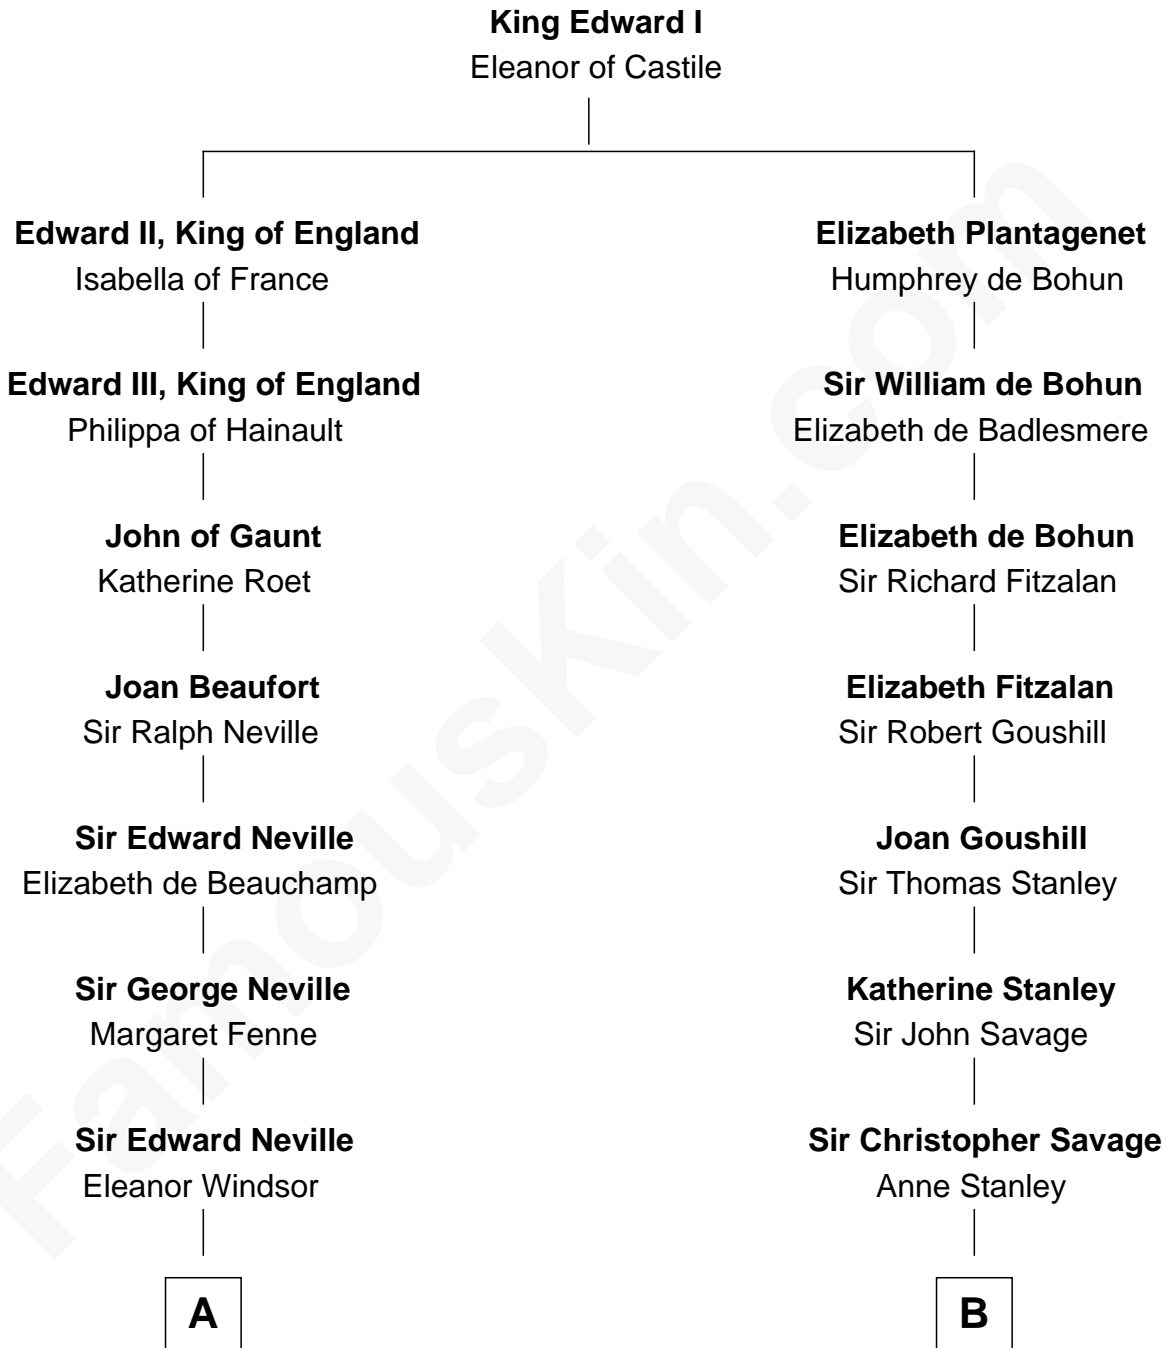 King Edward I
Eleanor of Castile
Edward II, King of England
Isabella of France
Elizabeth Plantagenet
Humphrey de Bohun
Edward III, King of England
Philippa of Hainault
Sir William de Bohun
Elizabeth de Badlesmere
John of Gaunt
Katherine Roet
Elizabeth de Bohun
Sir Richard Fitzalan
Joan Beaufort
Sir Ralph Neville
Elizabeth Fitzalan
Sir Robert Goushill
Sir Edward Neville
Elizabeth de Beauchamp
Joan Goushill
Sir Thomas Stanley
Sir George Neville
Margaret Fenne
Katherine Stanley
Sir John Savage
Sir Edward Neville
Eleanor Windsor
Sir Christopher Savage
Anne Stanley
A
B
FamousKin.com